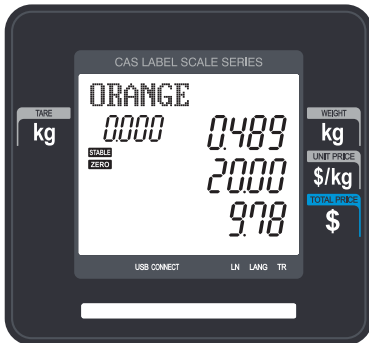 CAS LABEL SCALE SERIES
ORANGE
TARE
kg
0.000
0.489
WEIGHT
kg
STABLE
ZERO
20.00
UNIT PRICE
$/kg
9.78
TOTAL PRICE
$
USB CONNECT LN LANG TR